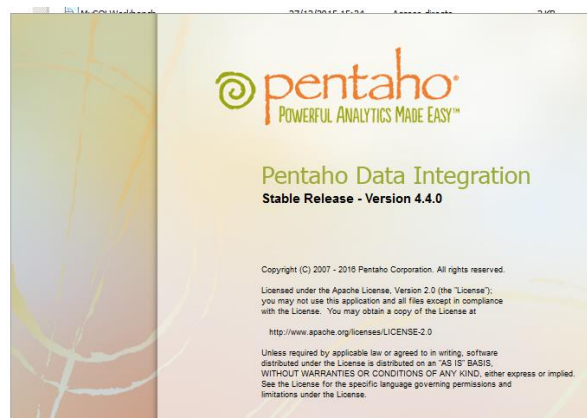 pentaho®
POWERFUL ANALYTICS MADE EASY™
Pentaho Data Integration
Stable Release - Version 4.4.0
Copyright (C) 2007 - 2016 Pentaho Corporation. All rights reserved.
Licensed under the Apache License, Version 2.0 (the "License");
you may not use this application and all files except in compliance
with the License. You may obtain a copy of the License at
http://www.apache.org/licenses/LICENSE-2.0
Unless required by applicable law or agreed to in writing, software
distributed under the License is distributed on an "AS IS" BASIS,
WITHOUT WARRANTIES OR CONDITIONS OF ANY KIND, either express or implied.
See the License for the specific language governing permissions and
limitations under the License.